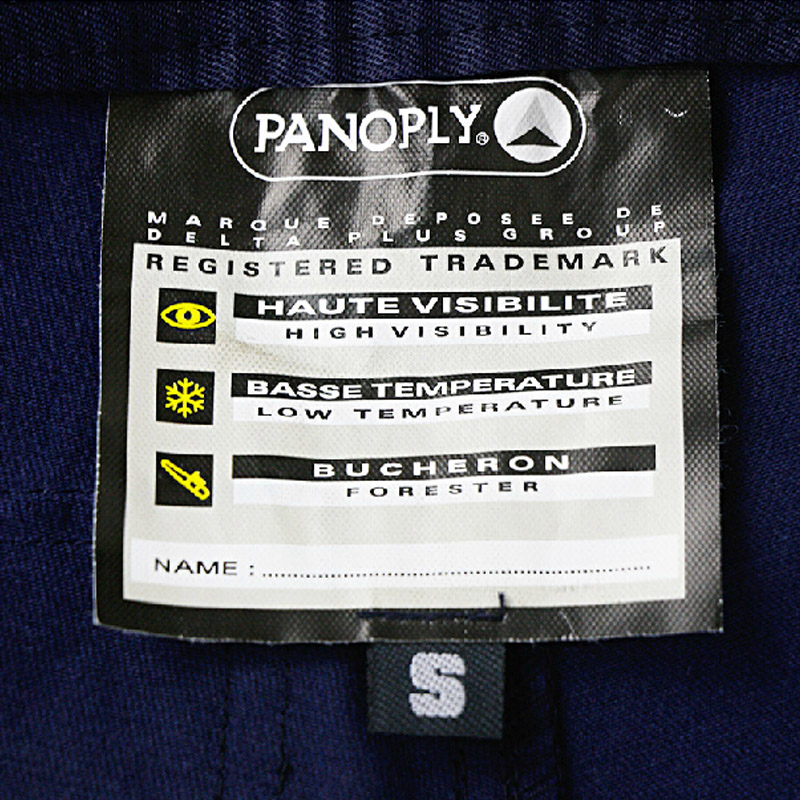 PANOPLY®
MARQUE DEPOSEE DE
DELTA PLUS GROUP
REGISTERED TRADEMARK
HAUTE VISIBILITE
HIGH VISIBILITY
BASSE TEMPERATURE
LOW TEMPERATURE
BUCHERON
FORESTER
NAME :
S